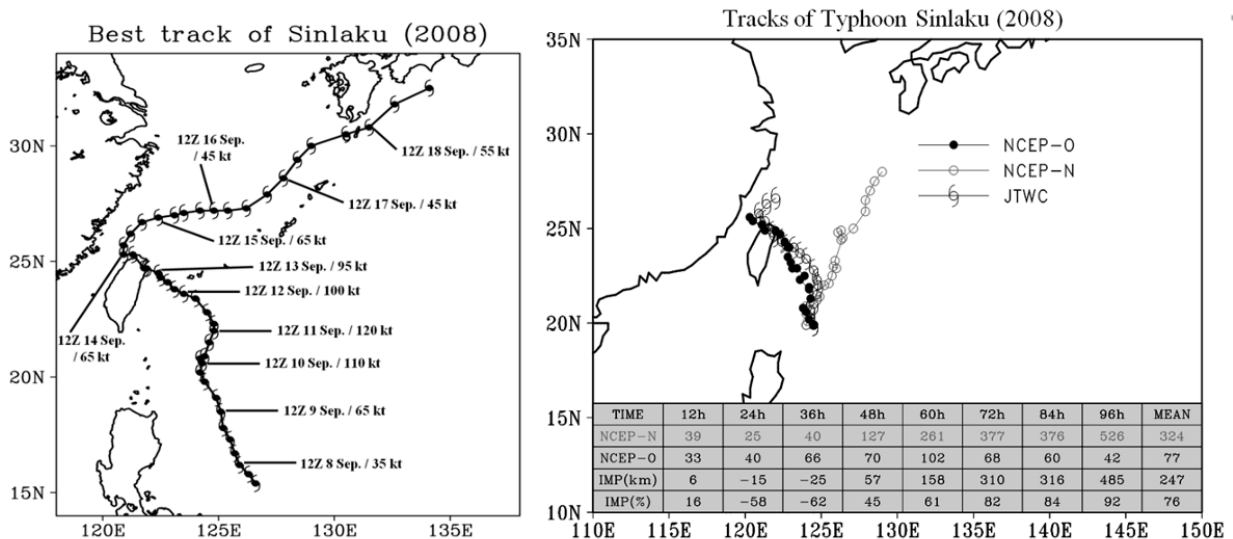 Best track of Sinlaku (2008)
30N
25N
20N
15N
120E 125E 130E 135E
12Z 16 Sep.
/ 45 kt
12Z 18 Sep. / 55 kt
12Z 17 Sep. / 45 kt
12Z 15 Sep. / 65 kt
12Z 13 Sep. / 95 kt
12Z 12 Sep. / 100 kt
12Z 14 Sep.
/ 65 kt
12Z 11 Sep. / 120 kt
12Z 10 Sep. / 110 kt
12Z 9 Sep. / 65 kt
12Z 8 Sep. / 35 kt
Tracks of Typhoon Sinlaku (2008)
35N
30N
25N
20N
15N
10N
NCEP-O
NCEP-N
JTWC
TIME 12h 24h 36h 48h 60h 72h 84h 96h MEAN
NCEP-N 39 25 40 127 261 377 376 526 324
NCEP-O 33 40 66 70 102 68 60 42 77
IMP(km) 6 -15 -25 57 158 310 316 485 247
IMP(%) 16 -58 -62 45 61 82 84 92 76
110E 115E 120E 125E 130E 135E 140E 145E 150E